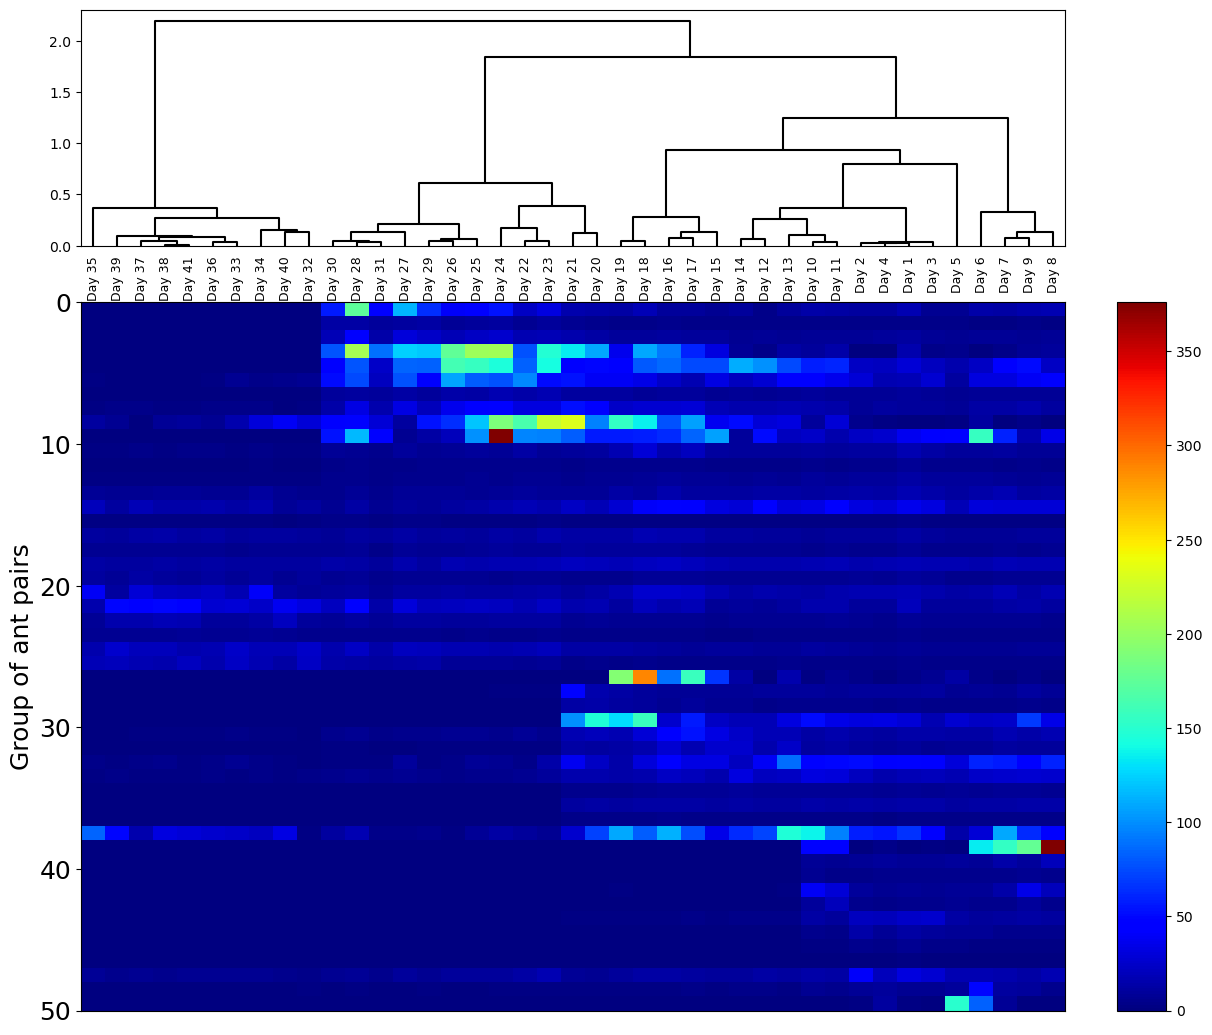 2.0
1.5
1.0
0.5
0.0
Day 35
Day 39
Day 37
Day 38
Day 41
Day 36
Day 33
Day 34
Day 40
Day 32
Day 30
Day 28
Day 31
Day 27
Day 29
Day 26
Day 25
Day 24
Day 22
Day 23
Day 21
Day 20
Day 19
Day 18
Day 16
Day 17
Day 15
Day 14
Day 12
Day 13
Day 10
Day 11
Day 2
Day 4
Day 1
Day 3
Day 5
Day 6
Day 7
Day 9
Day 8
Group of ant pairs
0
10
20
30
40
50
350
300
250
200
150
100
50
0